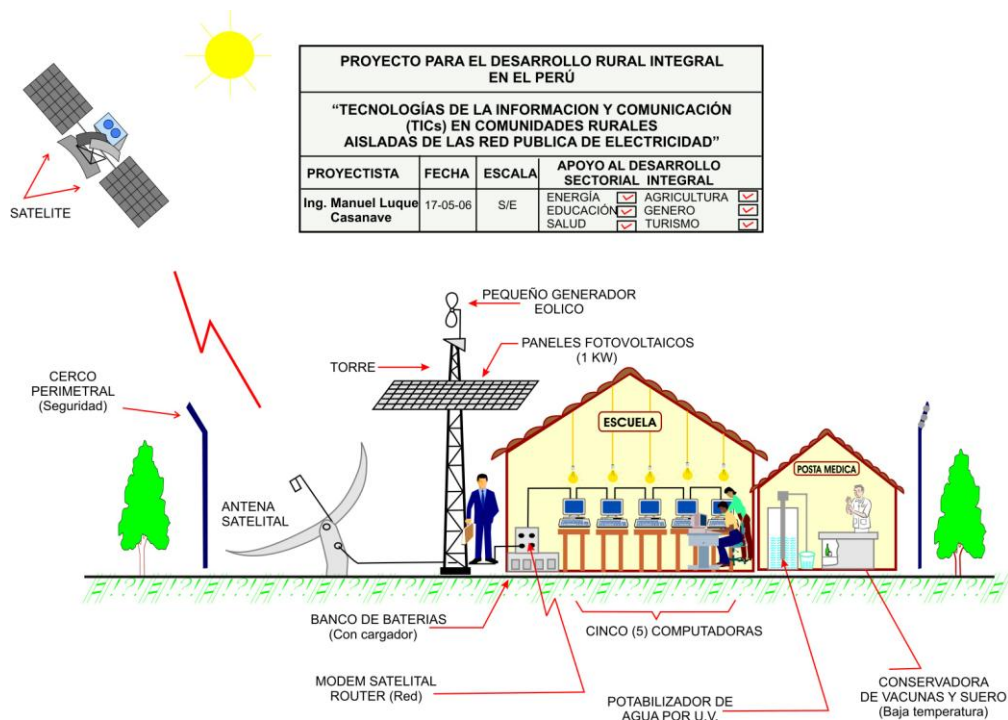 PROYECTO PARA EL DESARROLLO RURAL INTEGRAL
EN EL PERÚ
“TECNOLOGÍAS DE LA INFORMACION Y COMUNICACIÓN
(TICs) EN COMUNIDADES RURALES
AISLADAS DE LAS RED PUBLICA DE ELECTRICIDAD”
PROYECTISTA
FECHA
ESCALA
APOYO AL DESARROLLO
SECTORIAL INTEGRAL
Ing. Manuel Luque
Casanave
17-05-06
S/E
ENERGÍA
AGRICULTURA
EDUCACIÓN
GENERO
SALUD
TURISMO
SATELITE
PEQUEÑO GENERADOR
EOLICO
PANELES FOTOVOLTAICOS
(1 KW)
TORRE
CERCO
PERIMETRAL
(Seguridad)
ESCUELA
POSTA MEDICA
ANTENA
SATELITAL
BANCO DE BATERIAS
(Con cargador)
CINCO (5) COMPUTADORAS
MODEM SATELITAL
ROUTER (Red)
POTABILIZADOR DE
AGUA POR U.V.
CONSERVADORA
DE VACUNAS Y SUERO
(Baja temperatura)